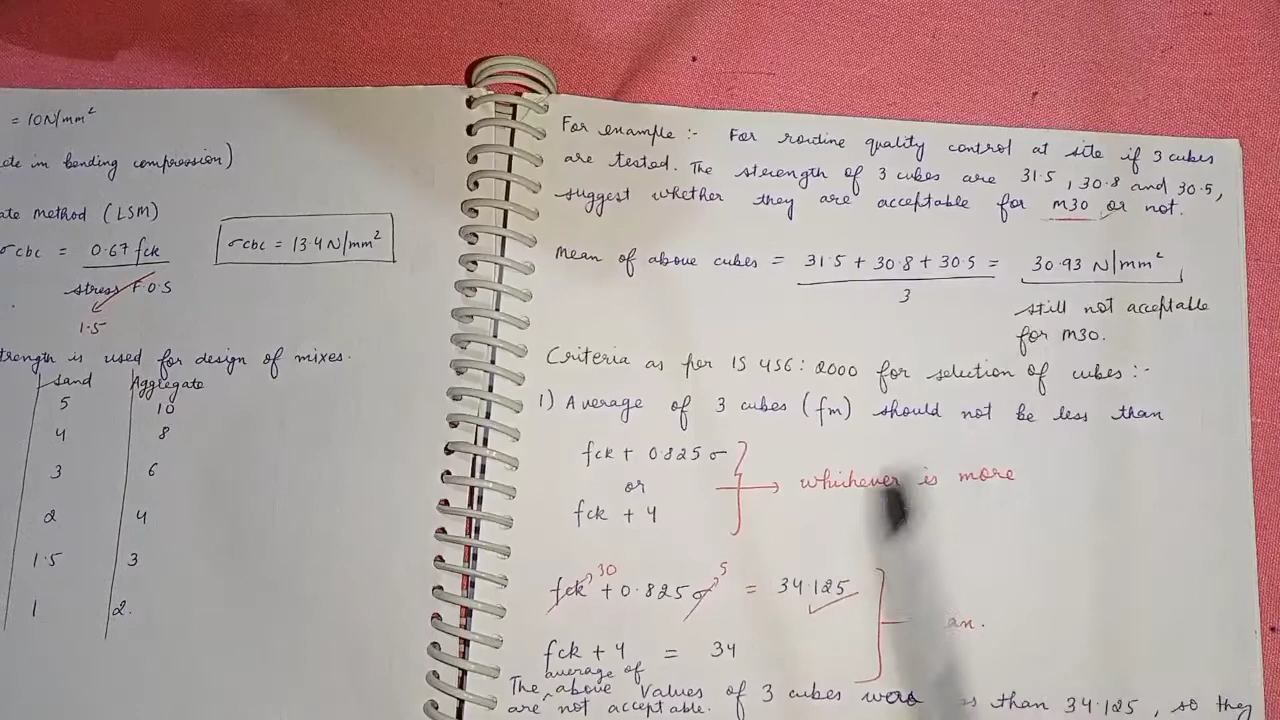 = 10N/mm²
ate in bending compression)
ate method (LSM)
σcbc = 0.67 fck
stress F.O.S
1.5
σcbc = 13.4 N/mm²
trength is used for design of mixes.
sand Aggregate
5 10
4 8
3 6
2 4
1.5 3
1 2.
For example :- For routine quality control at site if 3 cubes
are tested. The strength of 3 cubes are 31.5, 30.8 and 30.5,
suggest whether they are acceptable for m30 or not.
Mean of above cubes = 31.5 + 30.8 + 30.5 = 30.93 N/mm²
3
still not acceptable
for m30.
Criteria as per IS 456: 2000 for selection of cubes :-
1) Average of 3 cubes (fm) should not be less than
fck + 0.825 σ
or
fck + 4
whichever is more
fck 30 + 0.825 σ 5 = 34.125
fck + 4 = 34
an.
average of
The above values of 3 cubes were than 34.125, so they
are not acceptable.